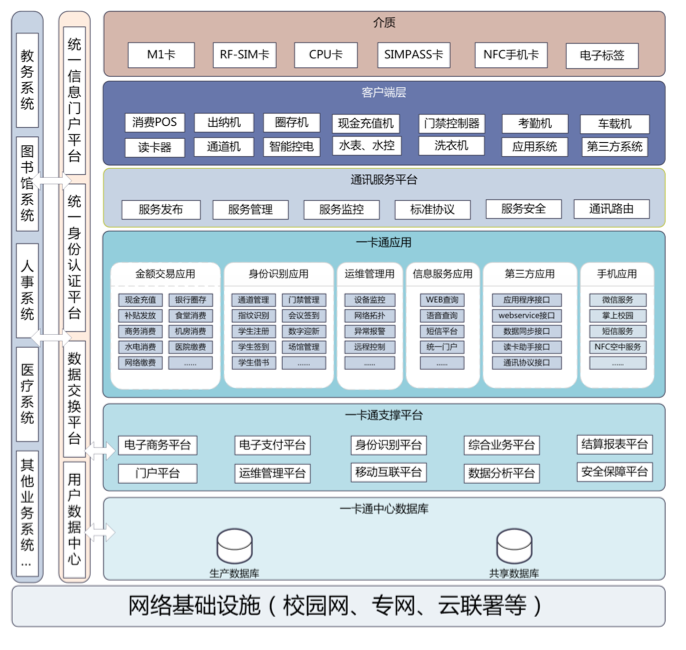 教务系统
图书馆系统
人事系统
医疗系统
其他业务系统...
统一信息门户平台
统一身份认证平台
数据交换平台
用户数据中心
介质
M1卡
RF-SIM卡
CPU卡
SIMPASS卡
NFC手机卡
电子标签
客户端层
消费POS
出纳机
圈存机
现金充值机
门禁控制器
考勤机
车载机
读卡器
通道机
智能控电
水表、水控
洗衣机
应用系统
第三方系统
通讯服务平台
服务发布
服务管理
服务监控
标准协议
服务安全
通讯路由
一卡通应用
金额交易应用
现金充值
银行圈存
补贴发放
食堂消费
商务消费
机房消费
水电消费
医院缴费
网络缴费
......
身份识别应用
通道管理
门禁管理
指纹识别
会议签到
学生注册
数字迎新
学生签到
场馆管理
学生借书
......
运维管理用
设备监控
网络拓扑
异常报警
远程控制
......
信息服务应用
WEB查询
语音查询
短信平台
统一门户
......
第三方应用
应用程序接口
webservice接口
数据同步接口
读卡助手接口
通讯协议接口
手机应用
微信服务
掌上校园
短信服务
NFC空中服务
......
一卡通支撑平台
电子商务平台
电子支付平台
身份识别平台
综合业务平台
结算报表平台
门户平台
运维管理平台
移动互联平台
数据分析平台
安全保障平台
一卡通中心数据库
生产数据库
共享数据库
网络基础设施（校园网、专网、云联署等）